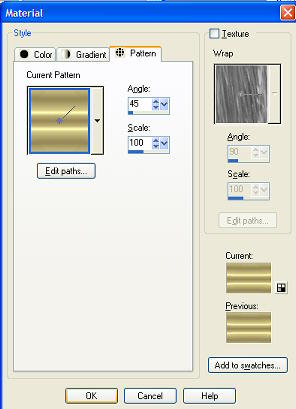 Material
Style
Color
Gradient
Pattern
Current Pattern
Angle:
45
Scale:
100
Edit paths...
Texture
Wrap
Angle:
90
Scale:
100
Edit paths...
Current:
Previous:
Add to swatches...
OK
Cancel
Help